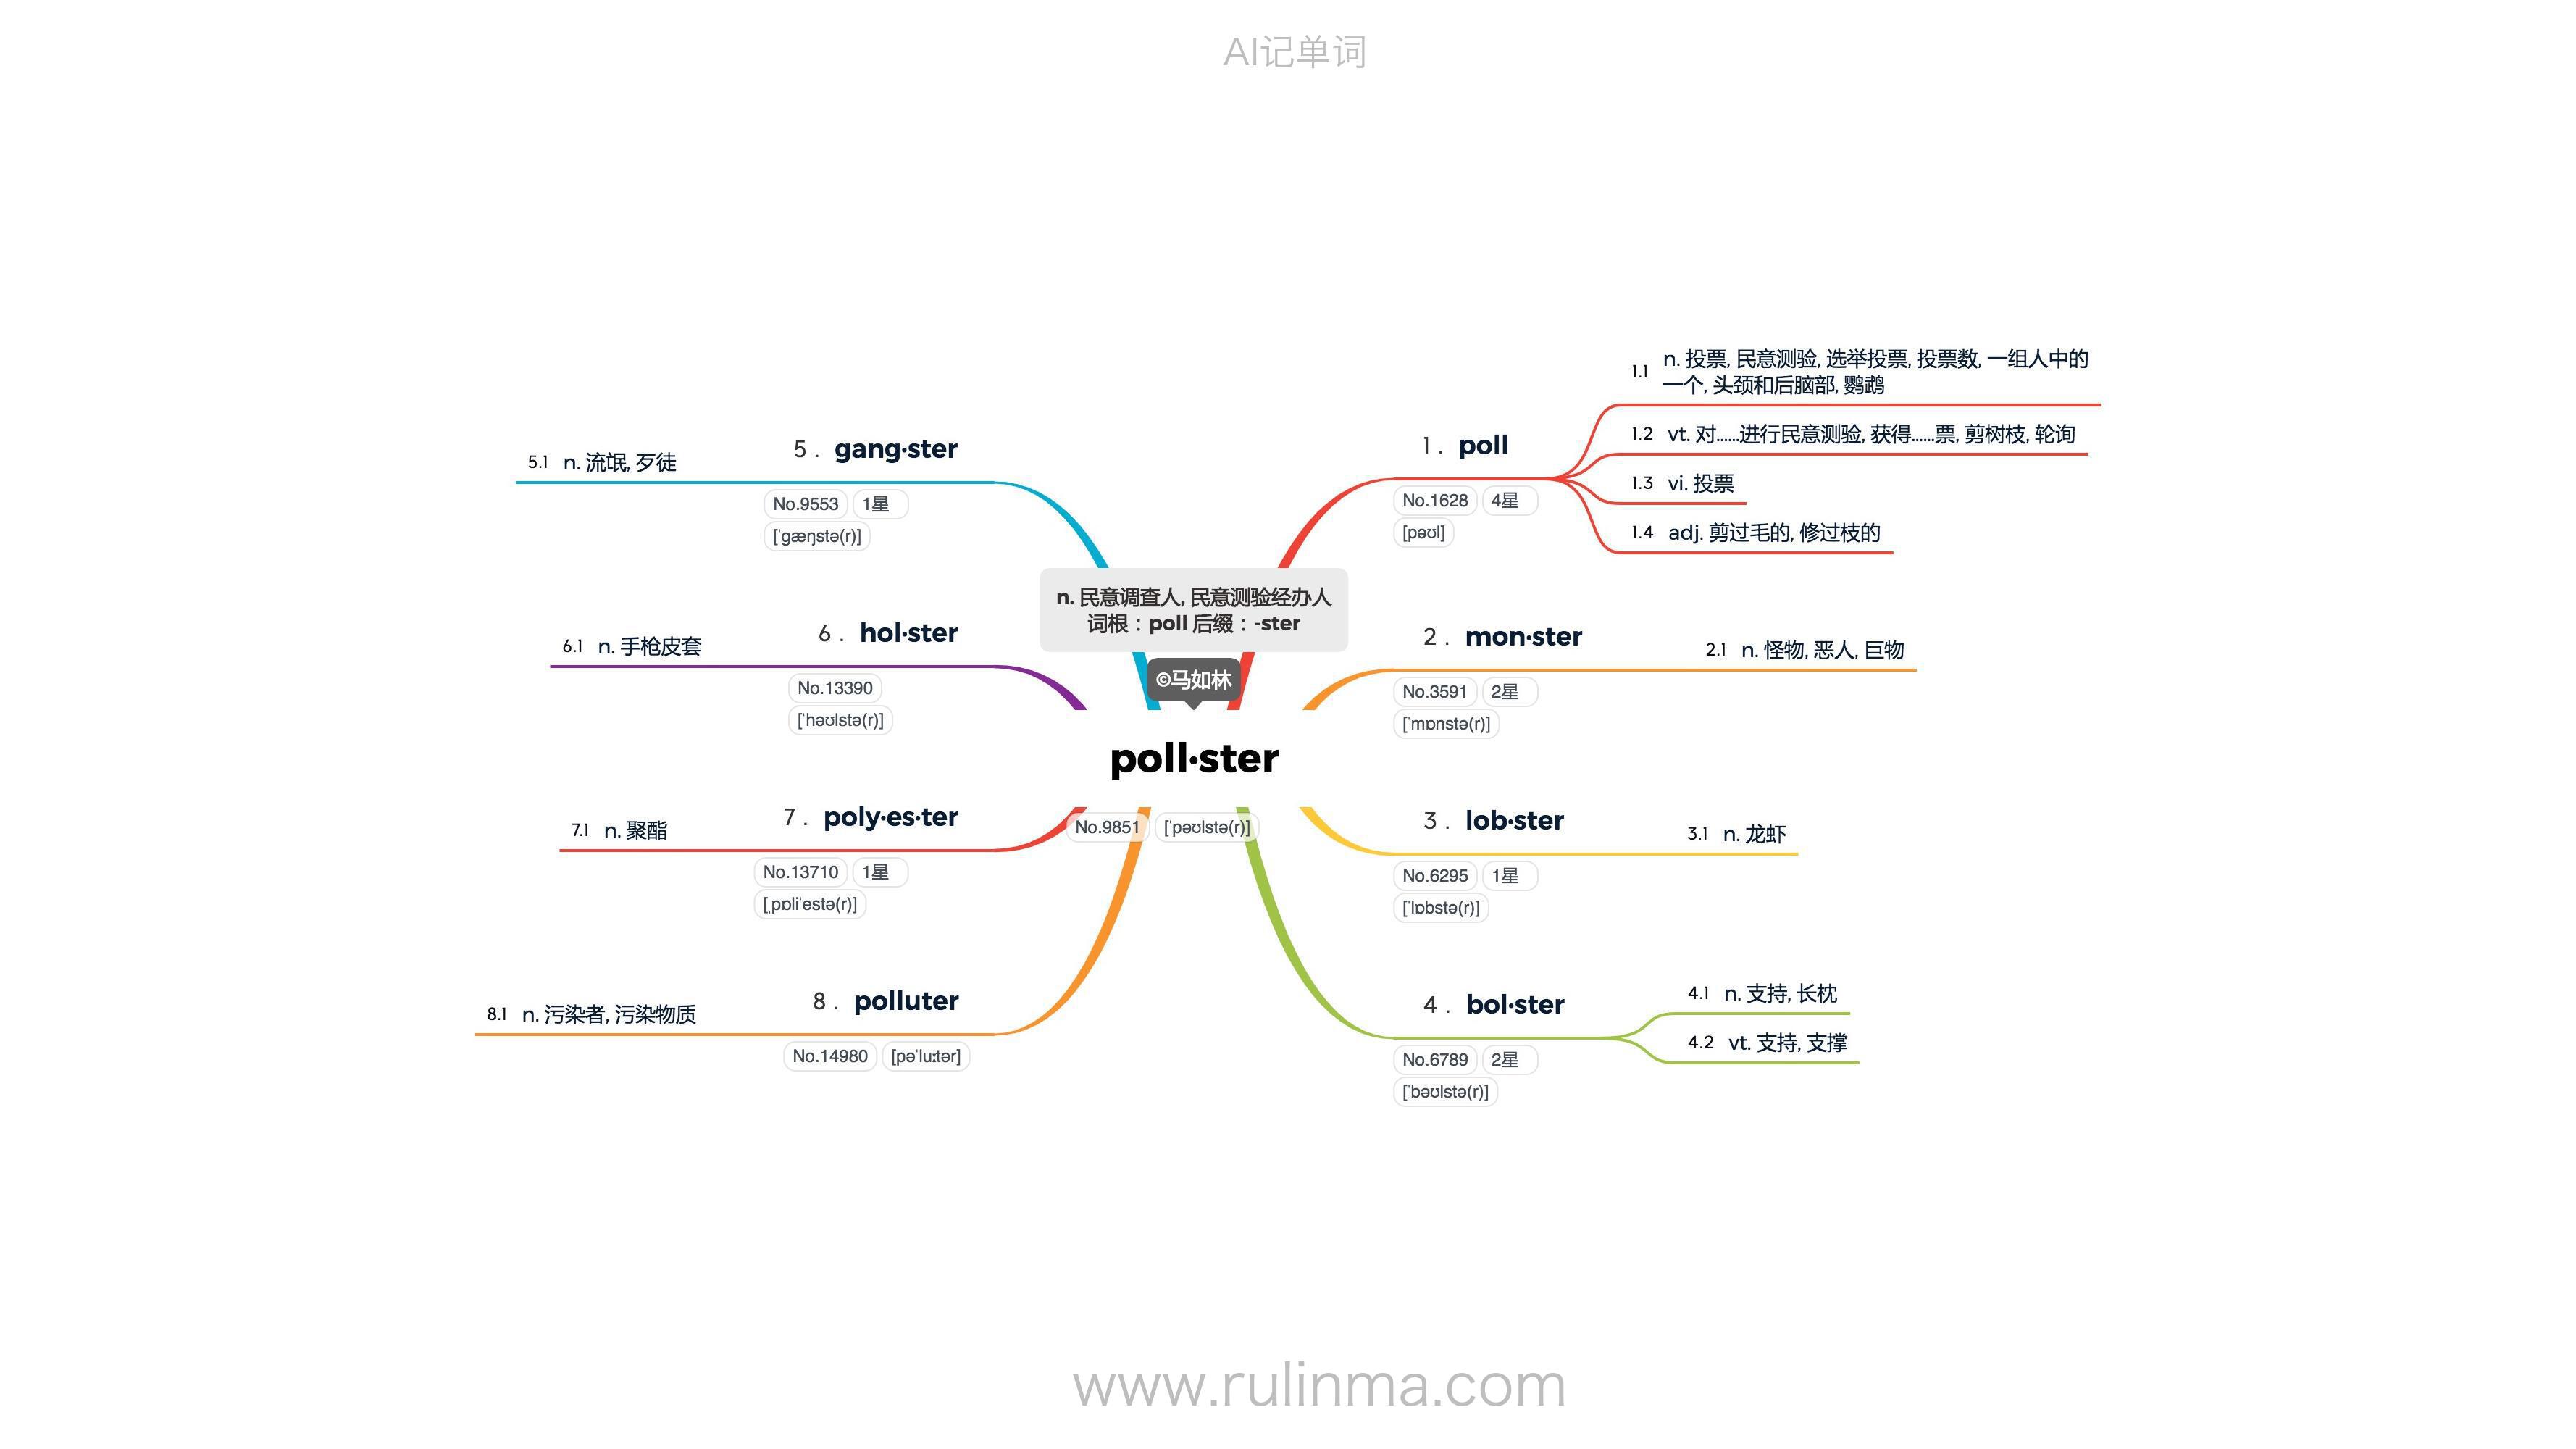 AI记单词
n. 民意调查人, 民意测验经办人
词根：poll 后缀：-ster
©马如林
poll·ster
No.9851 [ˈpəʊlstə(r)]
1 . poll
No.1628 4星
[pəʊl]
1.1 n. 投票, 民意测验, 选举投票, 投票数, 一组人中的
一个, 头颈和后脑部, 鹦鹉
1.2 vt. 对......进行民意测验, 获得......票, 剪树枝, 轮询
1.3 vi. 投票
1.4 adj. 剪过毛的, 修过枝的
2 . mon·ster
No.3591 2星
[ˈmɒnstə(r)]
2.1 n. 怪物, 恶人, 巨物
3 . lob·ster
No.6295 1星
[ˈlɒbstə(r)]
3.1 n. 龙虾
4 . bol·ster
No.6789 2星
[ˈbəʊlstə(r)]
4.1 n. 支持, 长枕
4.2 vt. 支持, 支撑
5 . gang·ster
No.9553 1星
[ˈɡæŋstə(r)]
5.1 n. 流氓, 歹徒
6 . hol·ster
No.13390
[ˈhəʊlstə(r)]
6.1 n. 手枪皮套
7 . poly·es·ter
No.13710 1星
[ˌpɒliˈestə(r)]
7.1 n. 聚酯
8 . polluter
No.14980 [pəˈluːtər]
8.1 n. 污染者, 污染物质
www.rulinma.com